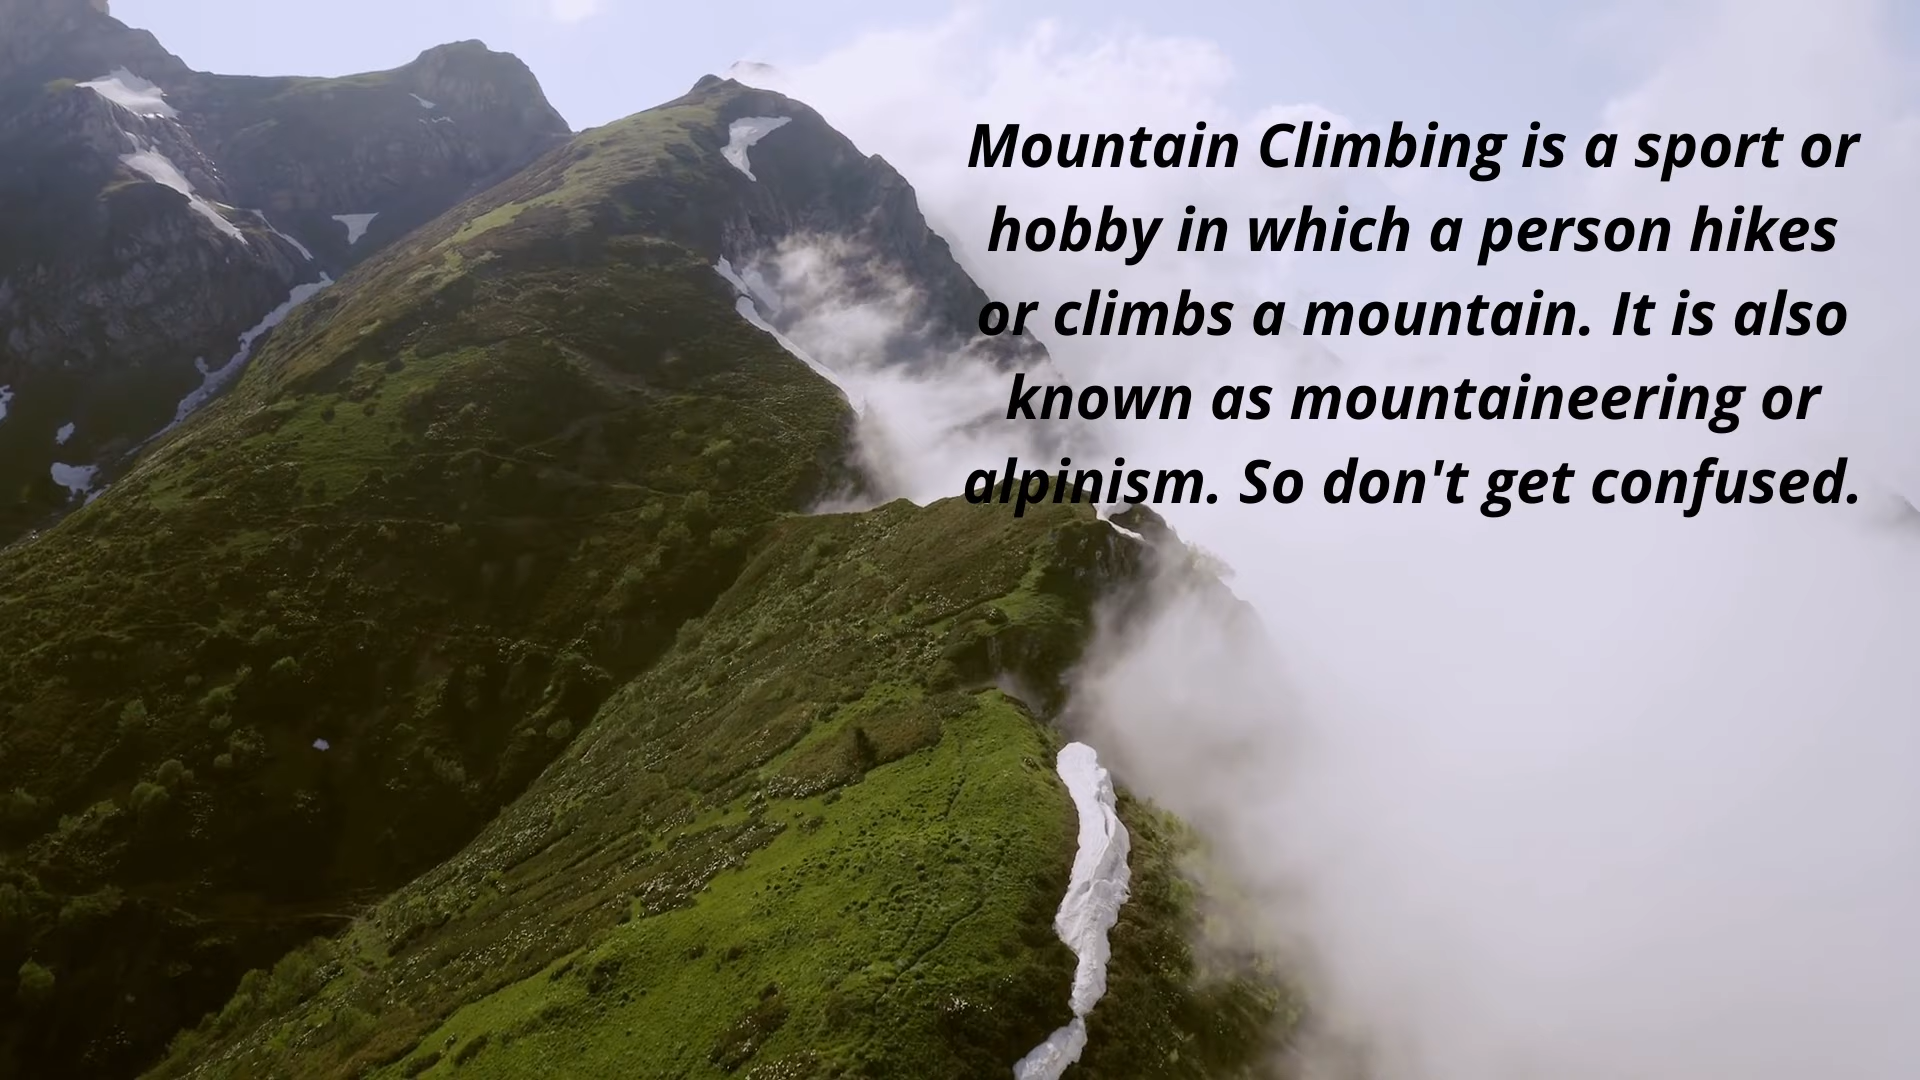 Mountain Climbing is a sport or
hobby in which a person hikes
or climbs a mountain. It is also
known as mountaineering or
alpinism. So don't get confused.